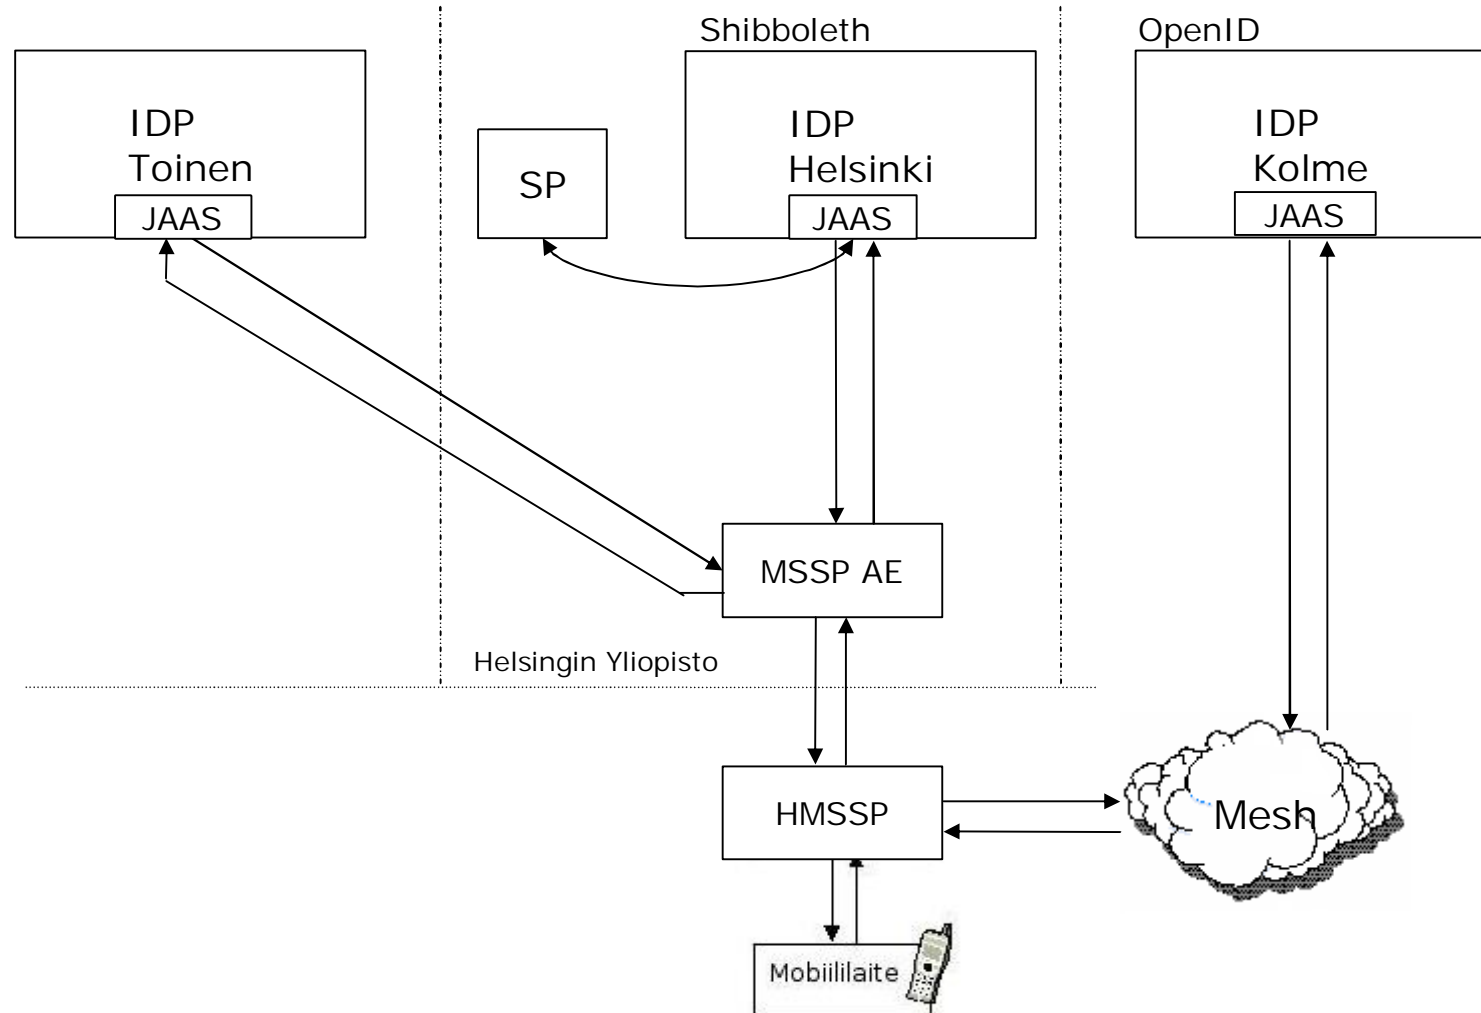 Shibboleth
OpenID
IDP
Toinen
JAAS
SP
IDP
Helsinki
JAAS
IDP
Kolme
JAAS
MSSP AE
Helsingin Yliopisto
HMSSP
Mesh
Mobiililaite